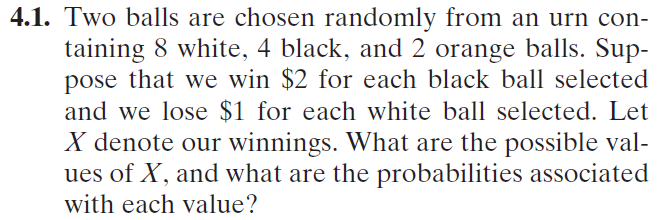 4.1. Two balls are chosen randomly from an urn con-
taining 8 white, 4 black, and 2 orange balls. Sup-
pose that we win $2 for each black ball selected
and we lose $1 for each white ball selected. Let
X denote our winnings. What are the possible val-
ues of X, and what are the probabilities associated
with each value?